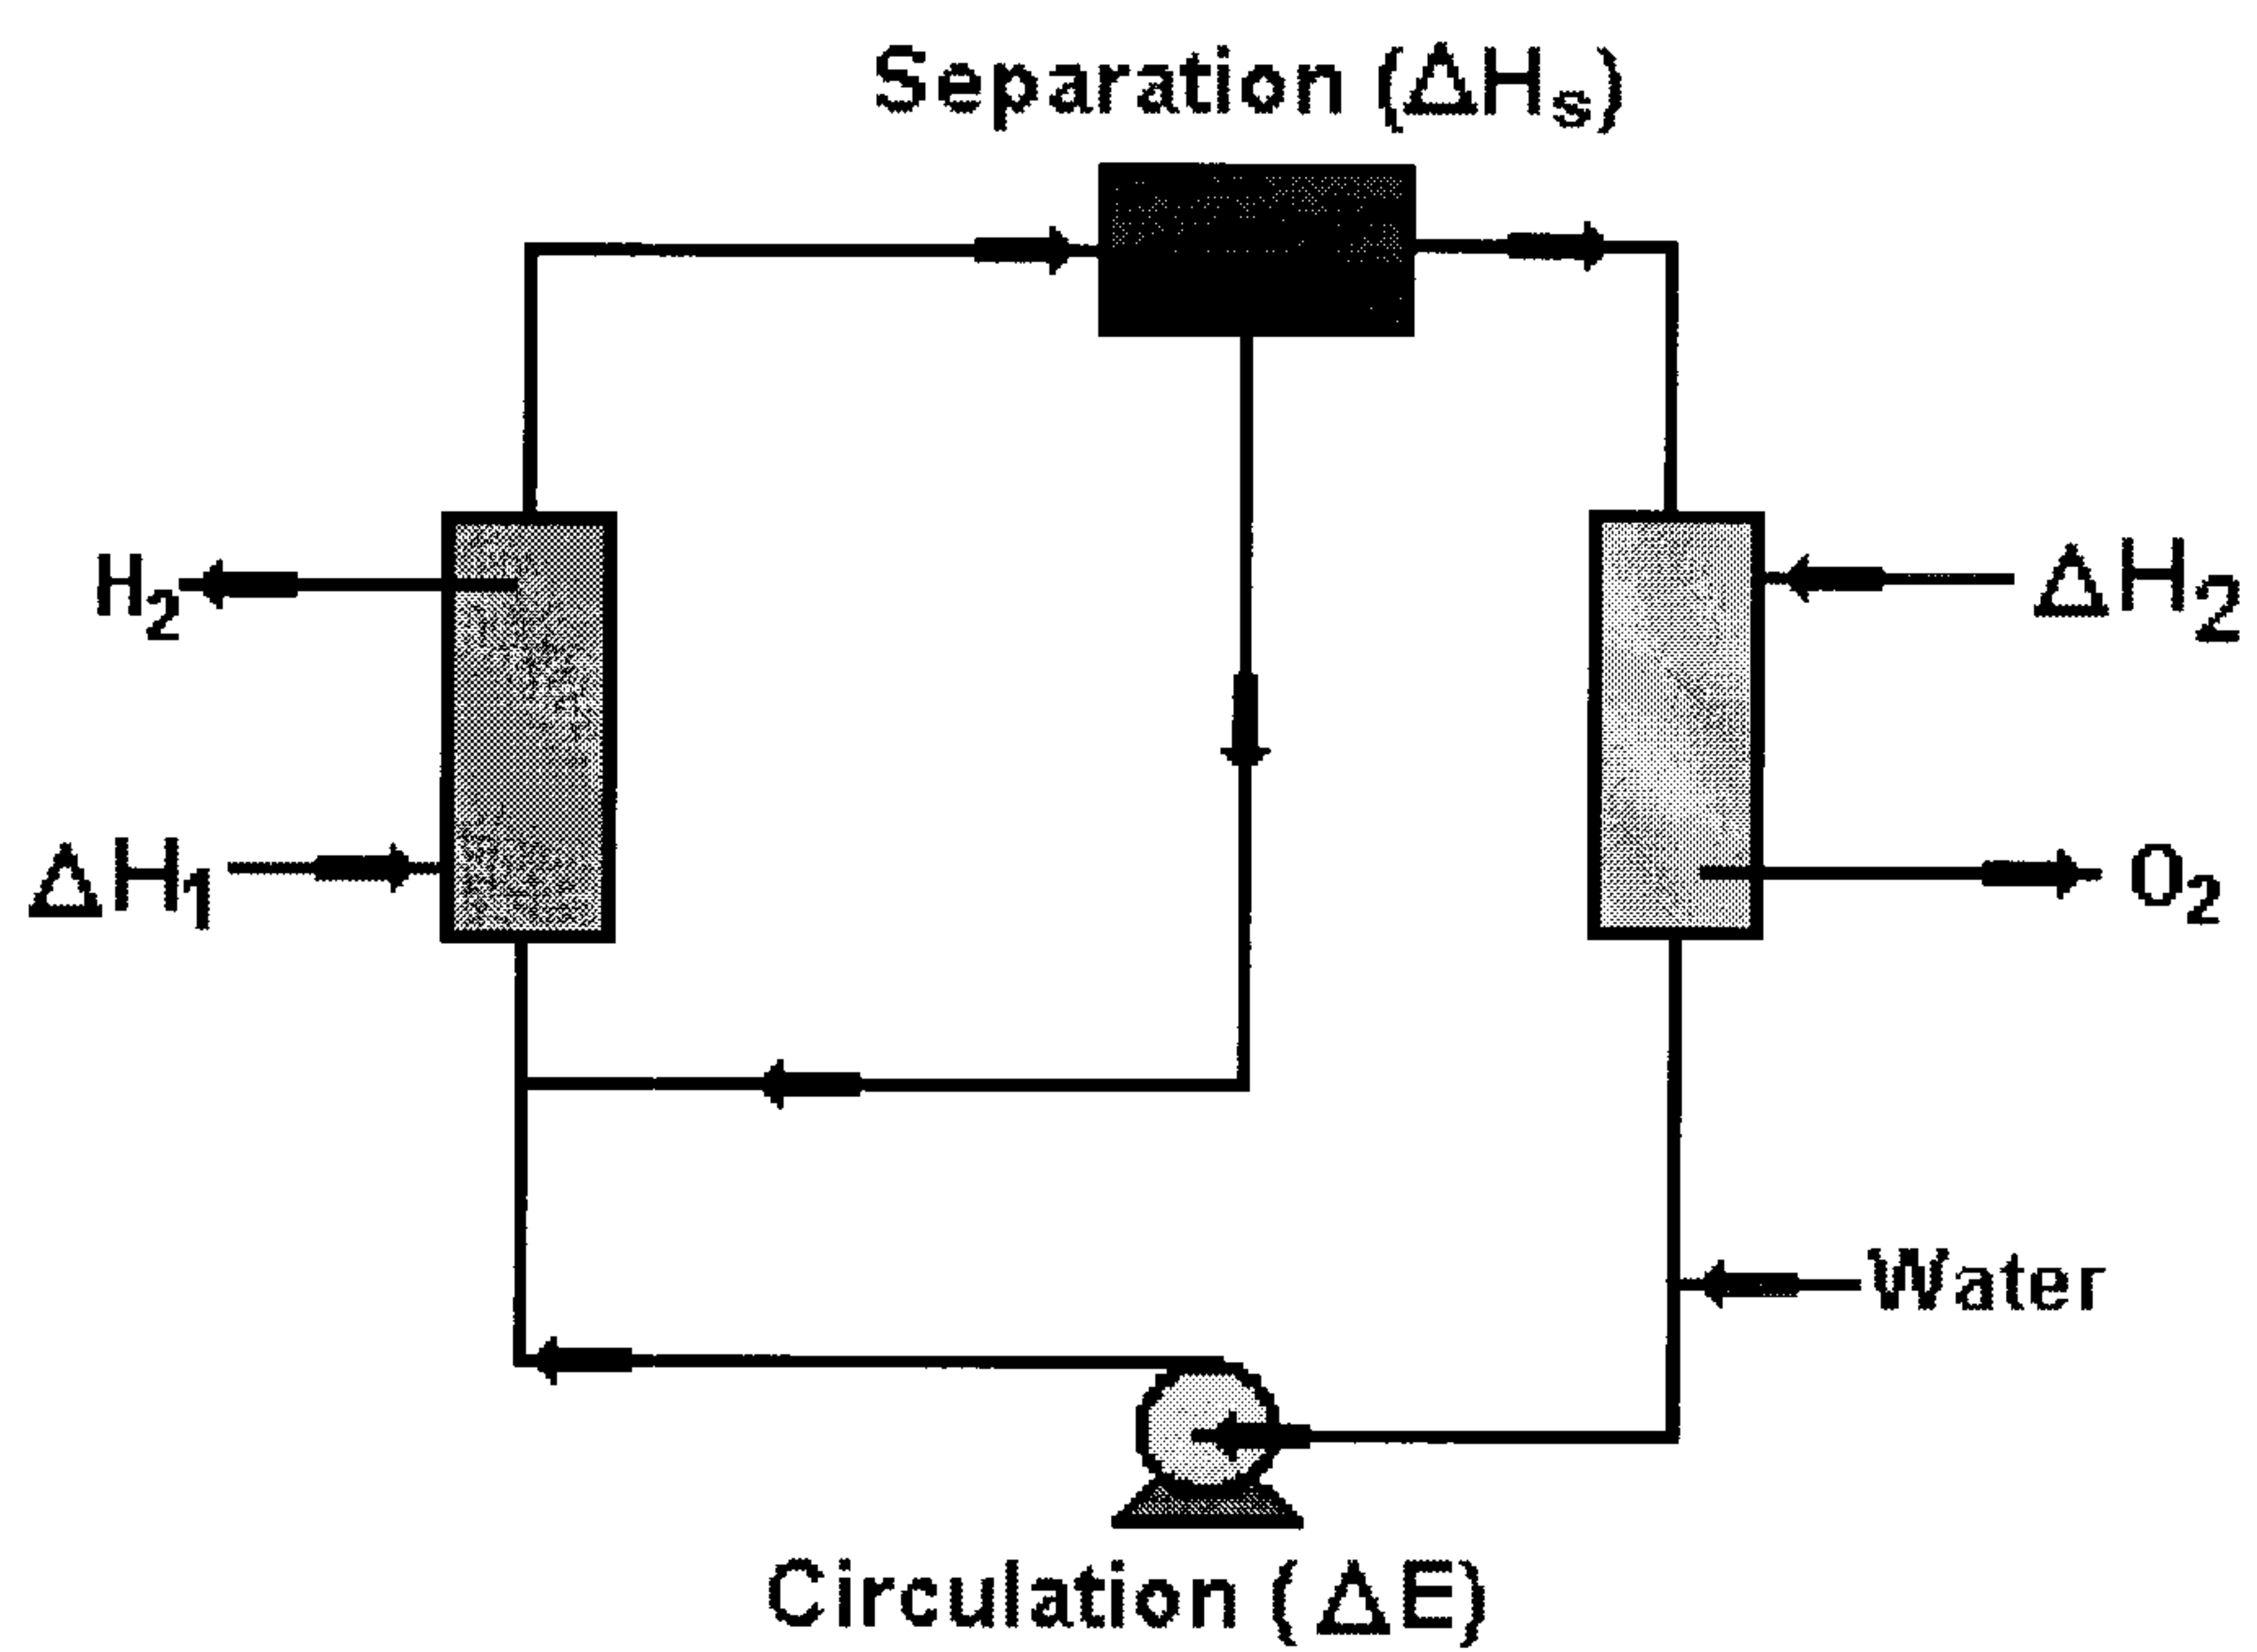 Separation (ΔHs)
H2
ΔH2
ΔH1
O2
Water
Circulation (ΔE)